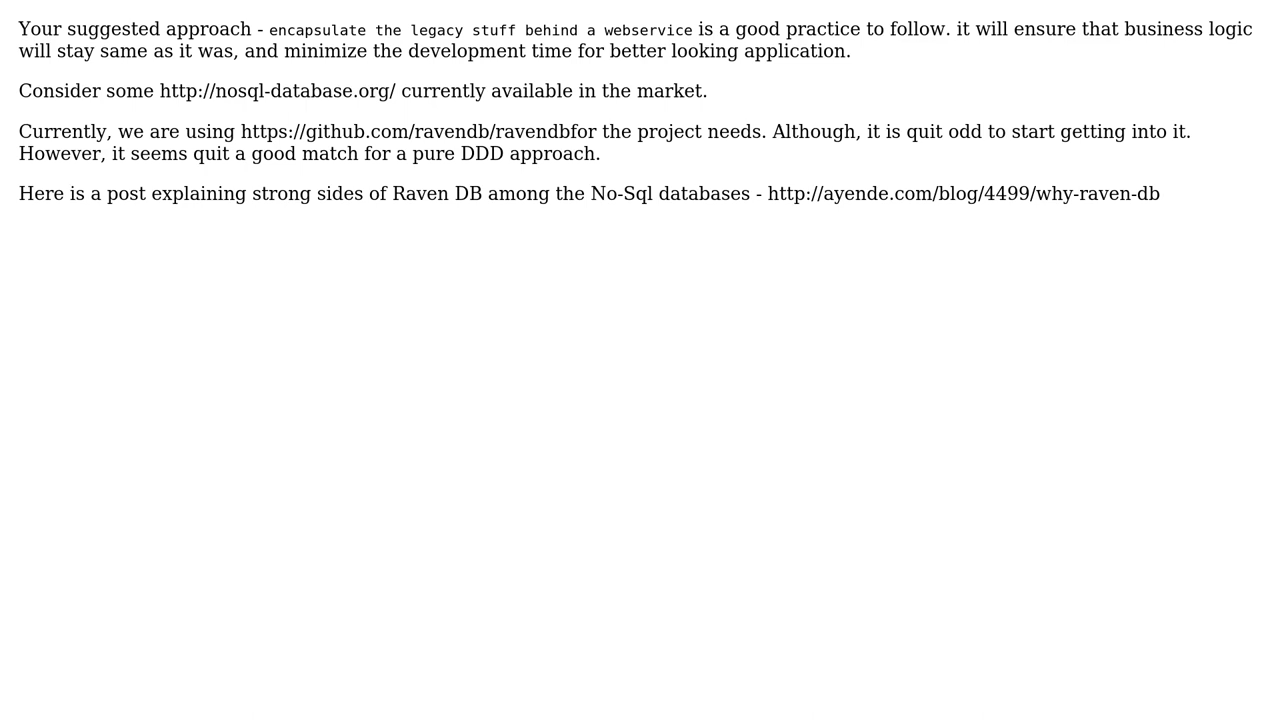 Your suggested approach - encapsulate the legacy stuff behind a webservice is a good practice to follow. it will ensure that business logic
will stay same as it was, and minimize the development time for better looking application.
Consider some http://nosql-database.org/ currently available in the market.
Currently, we are using https://github.com/ravendb/ravendbfor the project needs. Although, it is quit odd to start getting into it.
However, it seems quit a good match for a pure DDD approach.
Here is a post explaining strong sides of Raven DB among the No-Sql databases - http://ayende.com/blog/4499/why-raven-db